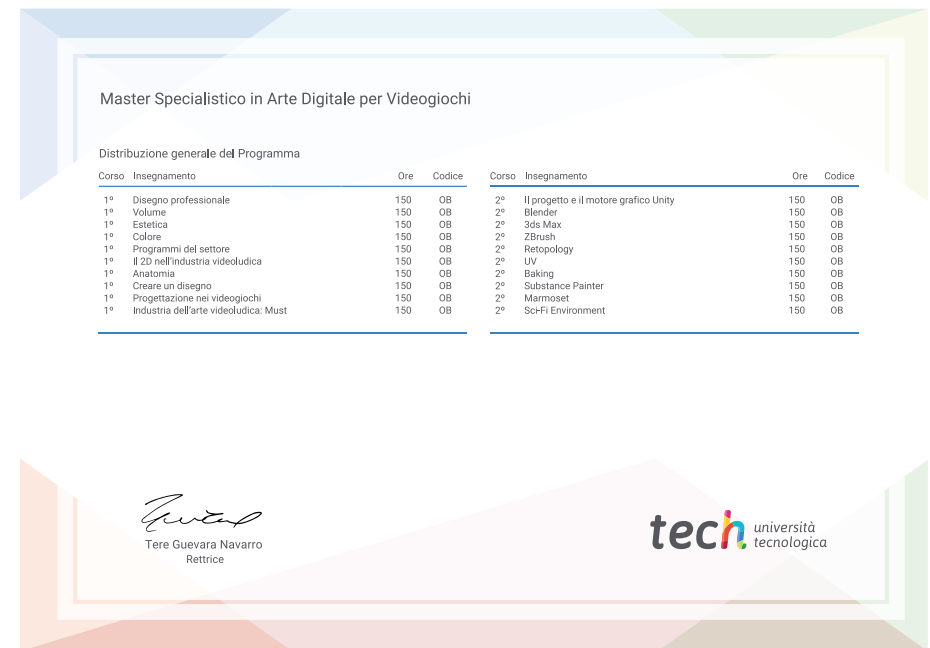 Master Specialistico in Arte Digitale per Videogiochi
Distribuzione generale del Programma
Corso Insegnamento Ore Codice
1º Disegno professionale 150 OB
1º Volume 150 OB
1º Estetica 150 OB
1º Colore 150 OB
1º Programmi del settore 150 OB
1º Il 2D nell'industria videoludica 150 OB
1º Anatomia 150 OB
1º Creare un disegno 150 OB
1º Progettazione nei videogiochi 150 OB
1º Industria dell'arte videoludica: Must 150 OB
Corso Insegnamento Ore Codice
2º Il progetto e il motore grafico Unity 150 OB
2º Blender 150 OB
2º 3ds Max 150 OB
2º ZBrush 150 OB
2º Retopology 150 OB
2º UV 150 OB
2º Baking 150 OB
2º Substance Painter 150 OB
2º Marmoset 150 OB
2º Sci-Fi Environment 150 OB
Tere Guevara Navarro
Rettrice
tech università
tecnologica